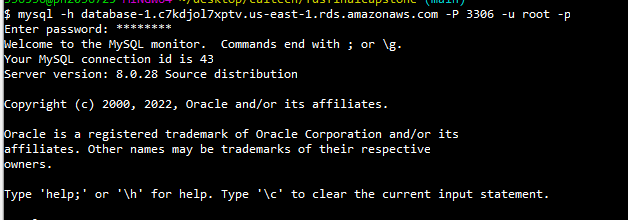 $ mysql -h database-1.c7kdjol7xptv.us-east-1.rds.amazonaws.com -P 3306 -u root -p
Enter password: ********
Welcome to the MySQL monitor.  Commands end with ; or \g.
Your MySQL connection id is 43
Server version: 8.0.28 Source distribution

Copyright (c) 2000, 2022, Oracle and/or its affiliates.

Oracle is a registered trademark of Oracle Corporation and/or its
affiliates. Other names may be trademarks of their respective
owners.

Type 'help;' or '\h' for help. Type '\c' to clear the current input statement.